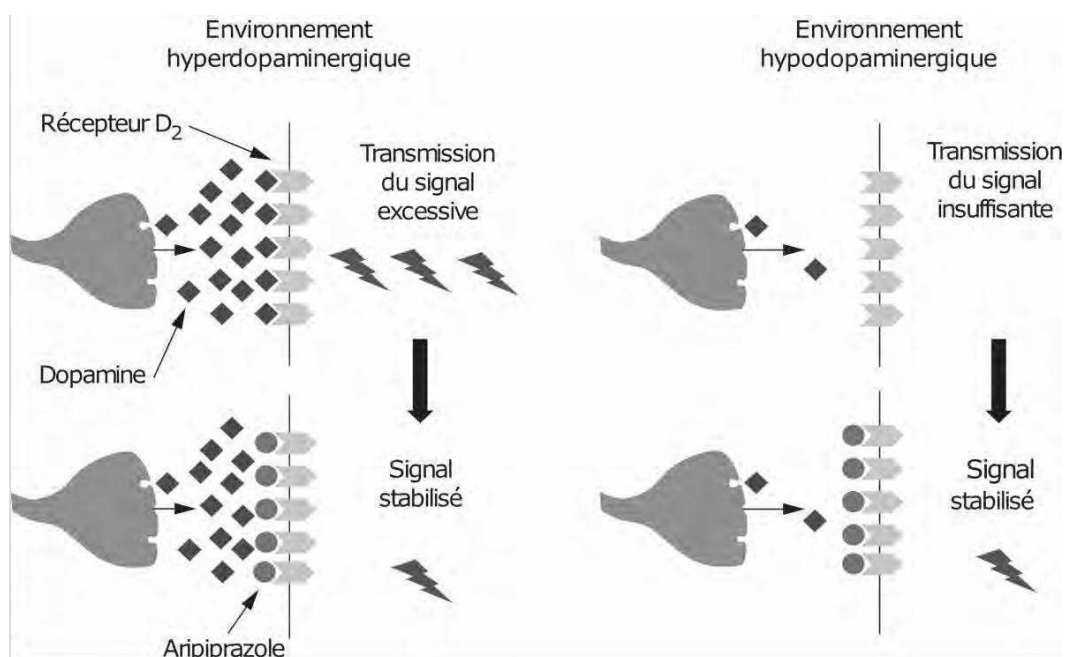 Environnement
hyperdopaminergique
Environnement
hypodopaminergique
Récepteur D₂
Transmission
du signal
excessive
Transmission
du signal
insuffisante
Dopamine
Signal
stabilisé
Signal
stabilisé
Aripiprazole